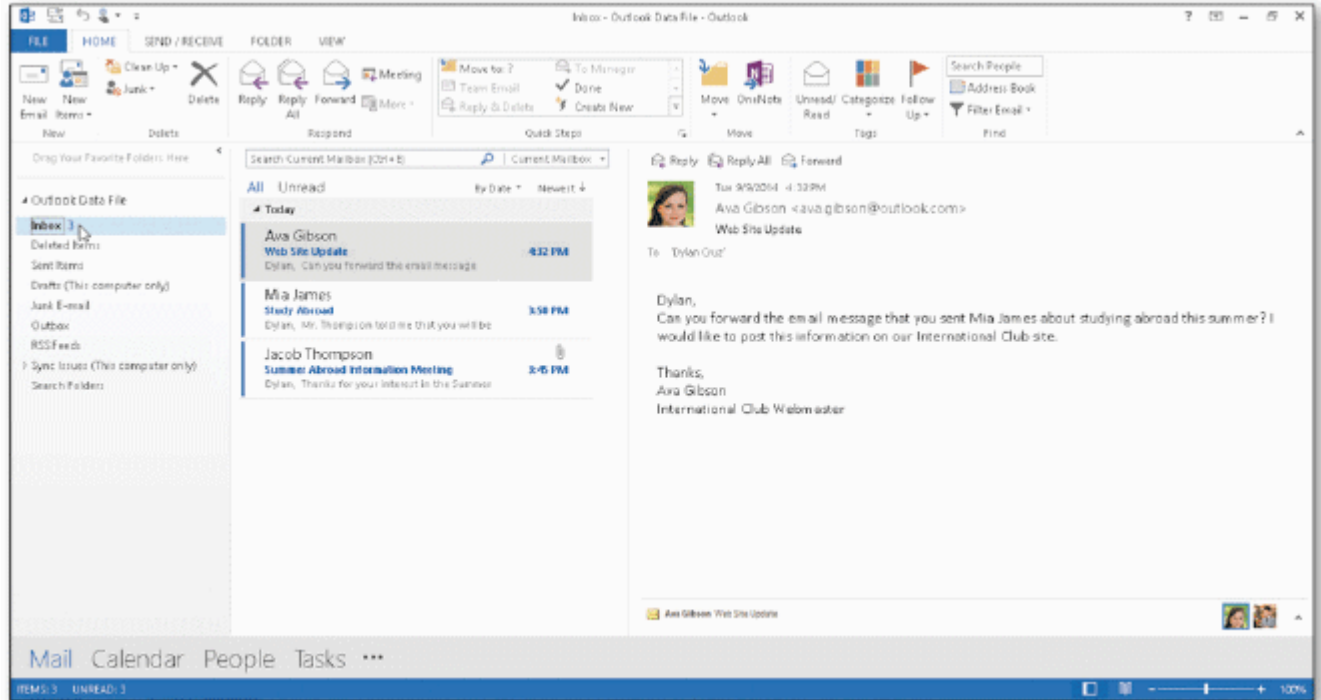 Inbox - Outlook Data File - Outlook
FILE HOME SEND / RECEIVE FOLDER VIEW
New Email
New Items
Clean Up
Junk
Delete
New
Delete
Reply
Reply All
Forward
Meeting
More
Respond
Move to: ?
Team Email
Reply & Delete
To Manager
Done
Create New
Quick Steps
Move
OneNote
Move
Unread/ Read
Categorize
Follow Up
Tags
Search People
Address Book
Filter Email
Find
Drag Your Favorite Folders Here
Outlook Data File
Inbox 3
Deleted Items
Sent Items
Drafts (This computer only)
Junk E-mail
Outbox
RSS Feeds
Sync Issues (This computer only)
Search Folders
Search Current Mailbox (Ctrl+E) Current Mailbox
All Unread By Date Newest
Today
Ava Gibson
Web Site Update 4:32 PM
Dylan, Can you forward the email message
Mia James
Study Abroad 3:50 PM
Dylan, Mr. Thompson told me that you will be
Jacob Thompson
Summer Abroad Information Meeting 3:45 PM
Dylan, Thanks for your interest in the Summer
Reply Reply All Forward
Tue 9/9/2014 4:32 PM
Ava Gibson <ava.gibson@outlook.com>
Web Site Update
To 'Dylan Cruz'
Dylan,
Can you forward the email message that you sent Mia James about studying abroad this summer? I
would like to post this information on our International Club site.
Thanks,
Ava Gibson
International Club Webmaster
Ava Gibson Web Site Update
Mail Calendar People Tasks •••
ITEMS: 3 UNREAD: 3
100%